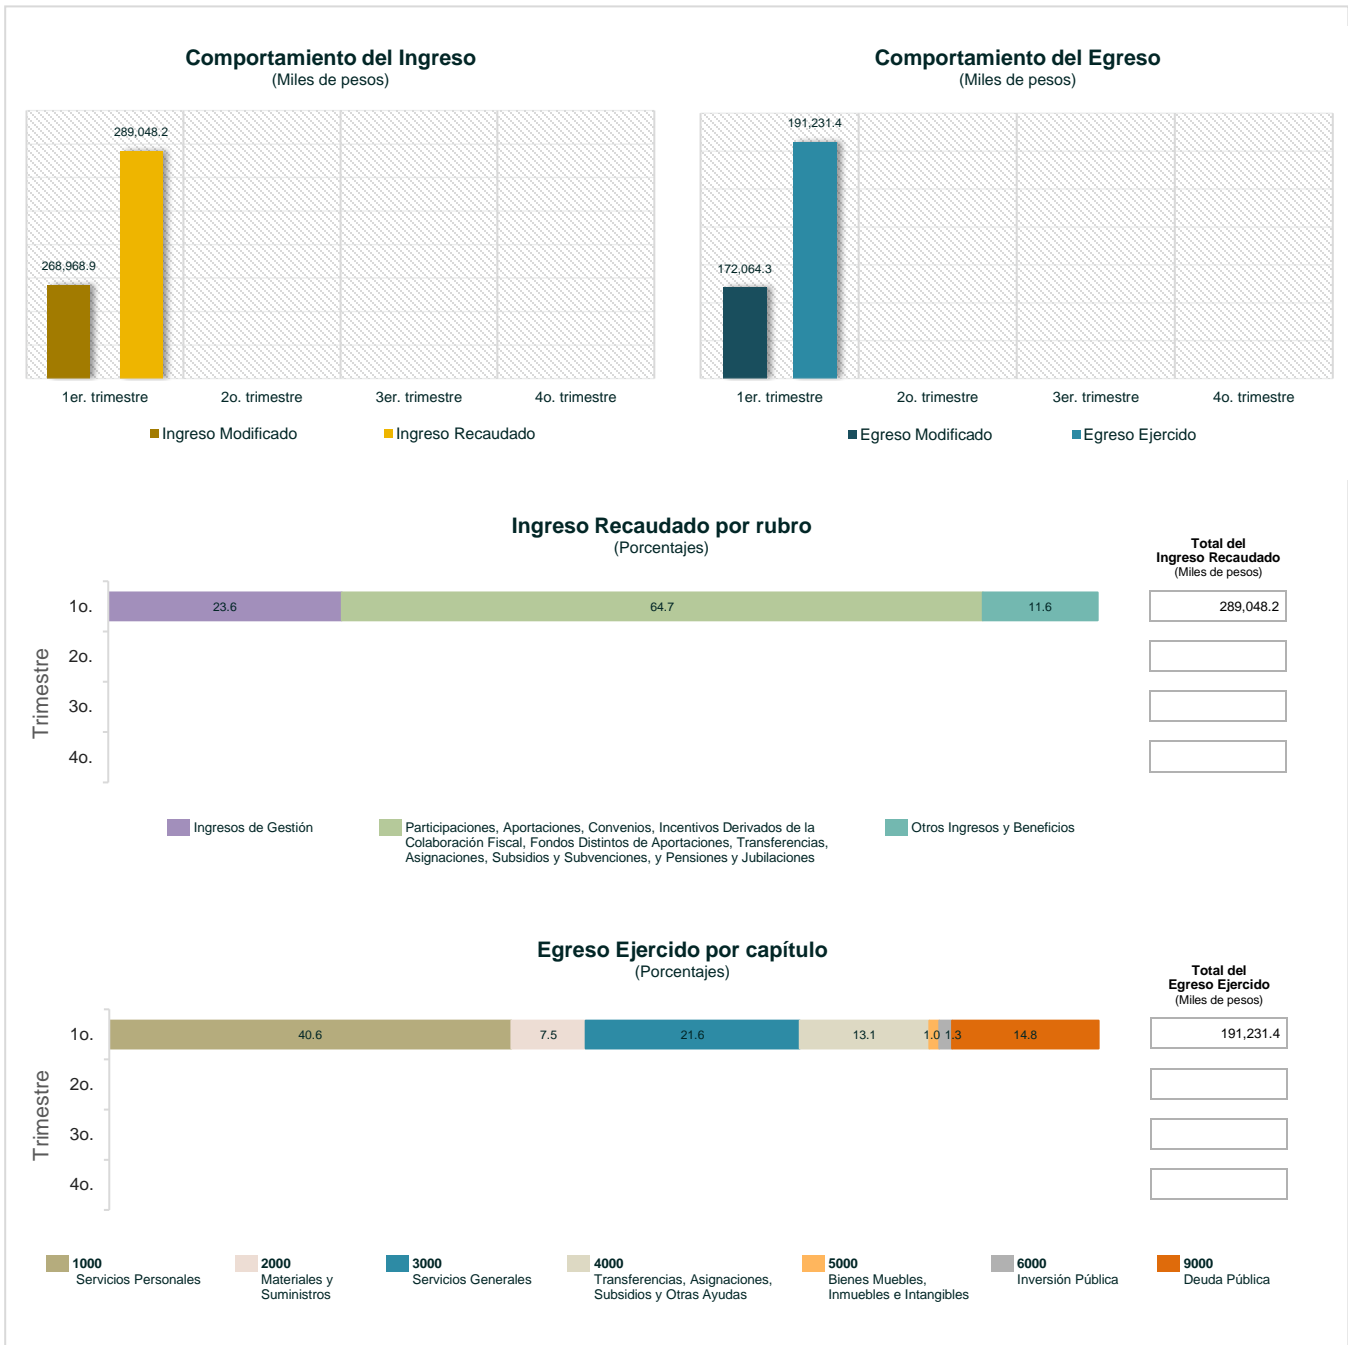 Comportamiento del Ingreso
(Miles de pesos)
289,048.2
268,968.9
1er. trimestre 2o. trimestre 3er. trimestre 4o. trimestre
Ingreso Modificado Ingreso Recaudado
Comportamiento del Egreso
(Miles de pesos)
191,231.4
172,064.3
1er. trimestre 2o. trimestre 3er. trimestre 4o. trimestre
Egreso Modificado Egreso Ejercido
Ingreso Recaudado por rubro
(Porcentajes)
Total del
Ingreso Recaudado
(Miles de pesos)
Trimestre
1o. 23.6 64.7 11.6 289,048.2
2o.
3o.
4o.
Ingresos de Gestión
Participaciones, Aportaciones, Convenios, Incentivos Derivados de la
Colaboración Fiscal, Fondos Distintos de Aportaciones, Transferencias,
Asignaciones, Subsidios y Subvenciones, y Pensiones y Jubilaciones
Otros Ingresos y Beneficios
Egreso Ejercido por capítulo
(Porcentajes)
Total del
Egreso Ejercido
(Miles de pesos)
Trimestre
1o. 40.6 7.5 21.6 13.1 1.0 1.3 14.8 191,231.4
2o.
3o.
4o.
1000
Servicios Personales
2000
Materiales y
Suministros
3000
Servicios Generales
4000
Transferencias, Asignaciones,
Subsidios y Otras Ayudas
5000
Bienes Muebles,
Inmuebles e Intangibles
6000
Inversión Pública
9000
Deuda Pública